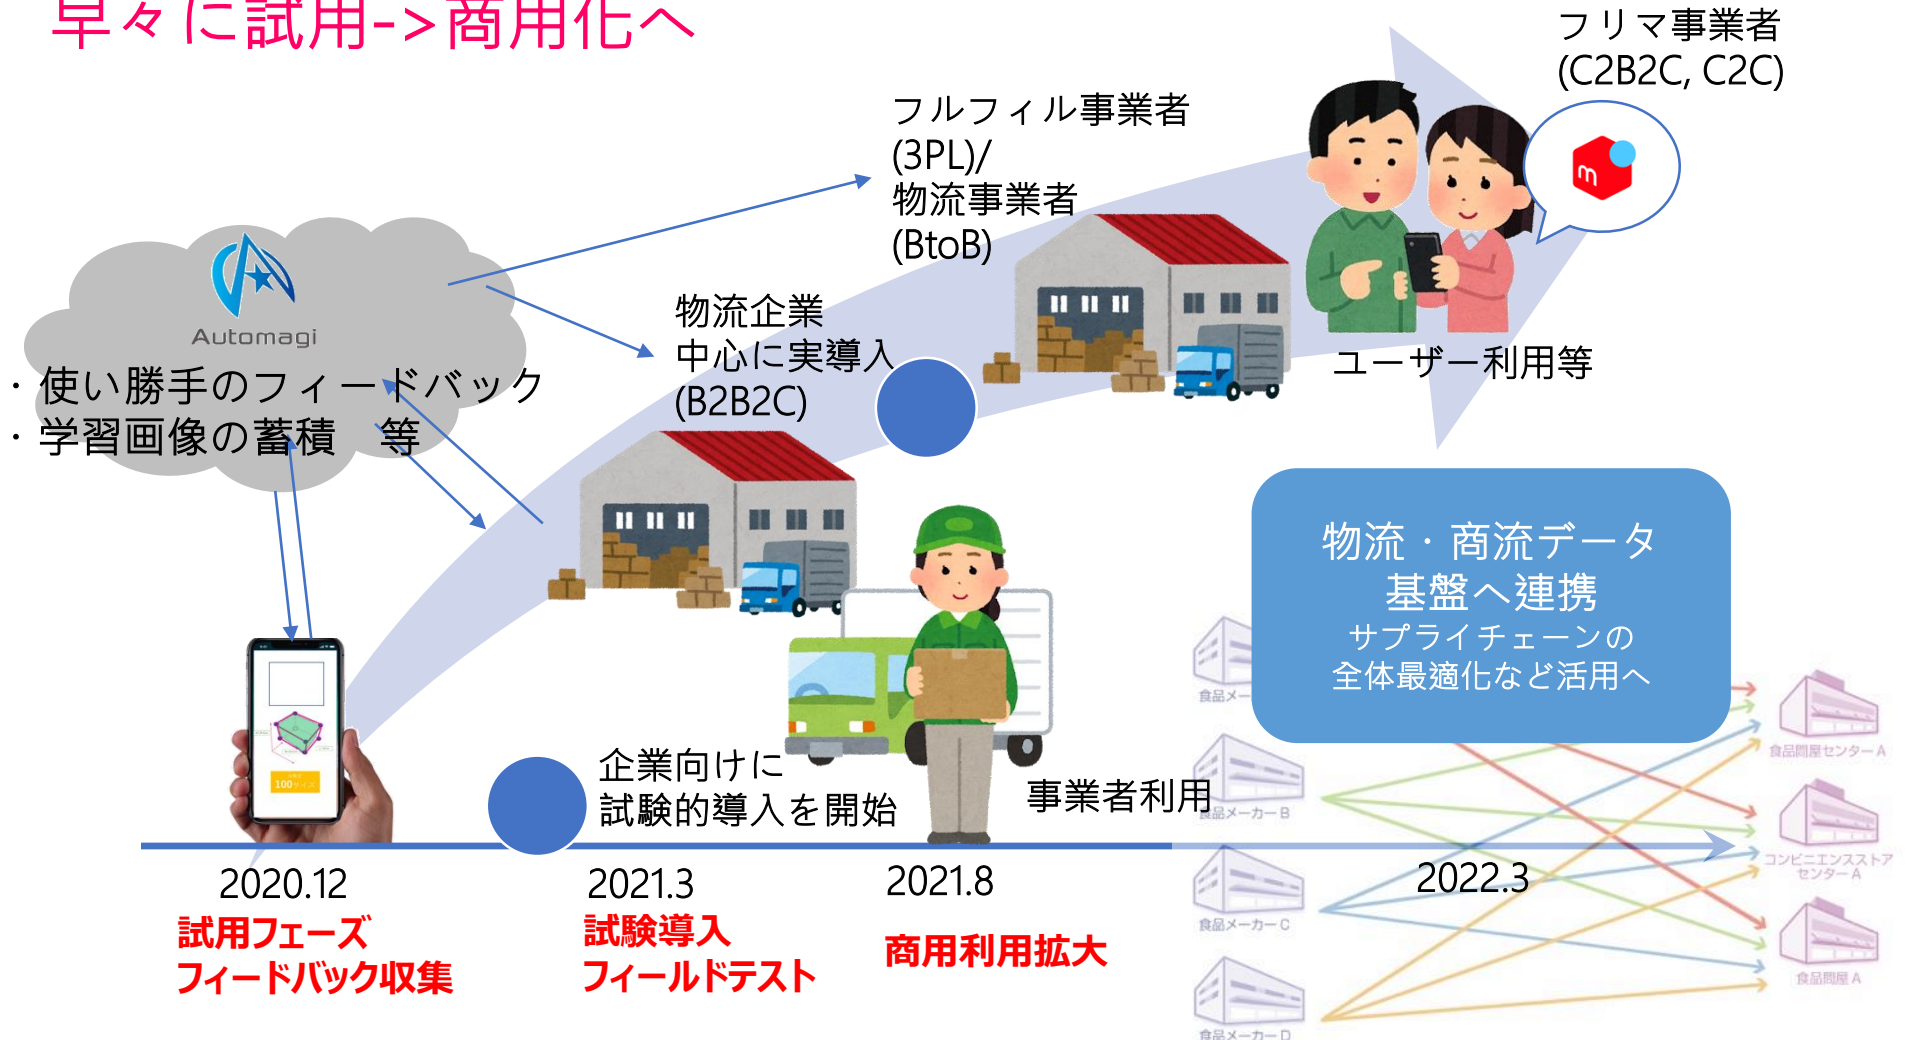 早々に試用->商用化へ
フリマ事業者
(C2B2C, C2C)
フルフィル事業者
(3PL)/
物流事業者
(BtoB)
m
Automagi
・使い勝手のフィードバック
・学習画像の蓄積　等
物流企業
中心に実導入
(B2B2C)
ユーザー利用等
物流・商流データ
基盤へ連携
サプライチェーンの
全体最適化など活用へ
食品メー
食品問屋センターA
100サイズ
企業向けに
試験的導入を開始
事業者利用
食品メーカーB
コンビニエンスストア
センターA
2020.12
試用フェーズ
フィードバック収集
2021.3
試験導入
フィールドテスト
2021.8
商用利用拡大
2022.3
食品メーカーC
食品問屋A
食品メーカーD